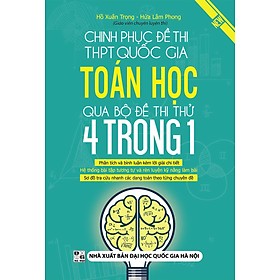 Hồ Xuân Trọng - Hứa Lâm Phong
(Giáo viên chuyên luyện thi)
CHINH PHỤC ĐỀ THI
THPT QUỐC GIA
TOÁN HỌC
QUA BỘ ĐỀ THI THỬ
4 TRONG 1
Phân tích và bình luận kèm lời giải chi tiết
Hệ thống bài tập tương tự và rèn luyện kỹ năng làm bài
Sơ đồ tra cứu nhanh các dạng toán theo từng chuyên đề
NHÀ XUẤT BẢN ĐẠI HỌC QUỐC GIA HÀ NỘI